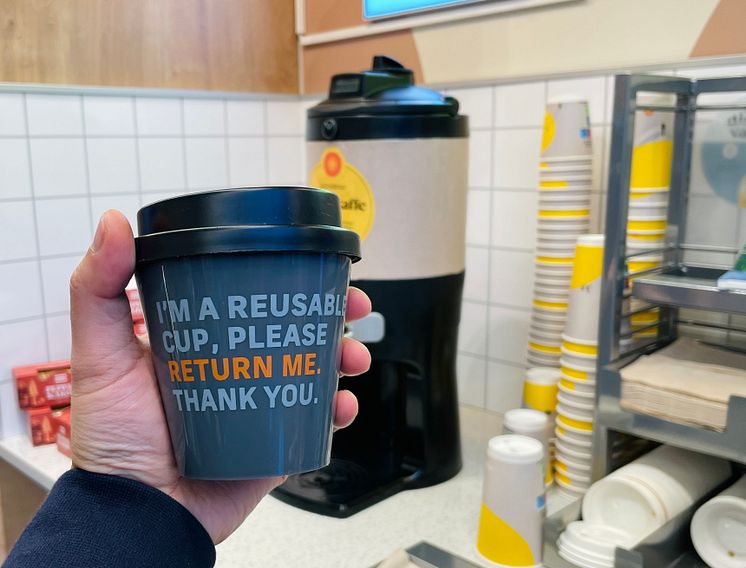 I'M A REUSABLE
CUP, PLEASE
RETURN ME.
THANK YOU.